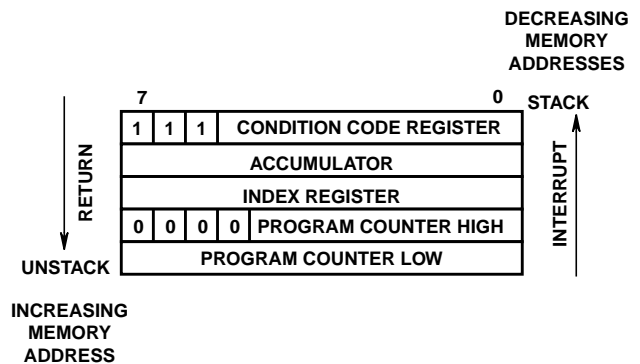 DECREASING
MEMORY
ADDRESSES
7 0
STACK
1 1 1 CONDITION CODE REGISTER
ACCUMULATOR
INDEX REGISTER
0 0 0 0 PROGRAM COUNTER HIGH
PROGRAM COUNTER LOW
RETURN
INTERRUPT
UNSTACK
INCREASING
MEMORY
ADDRESS